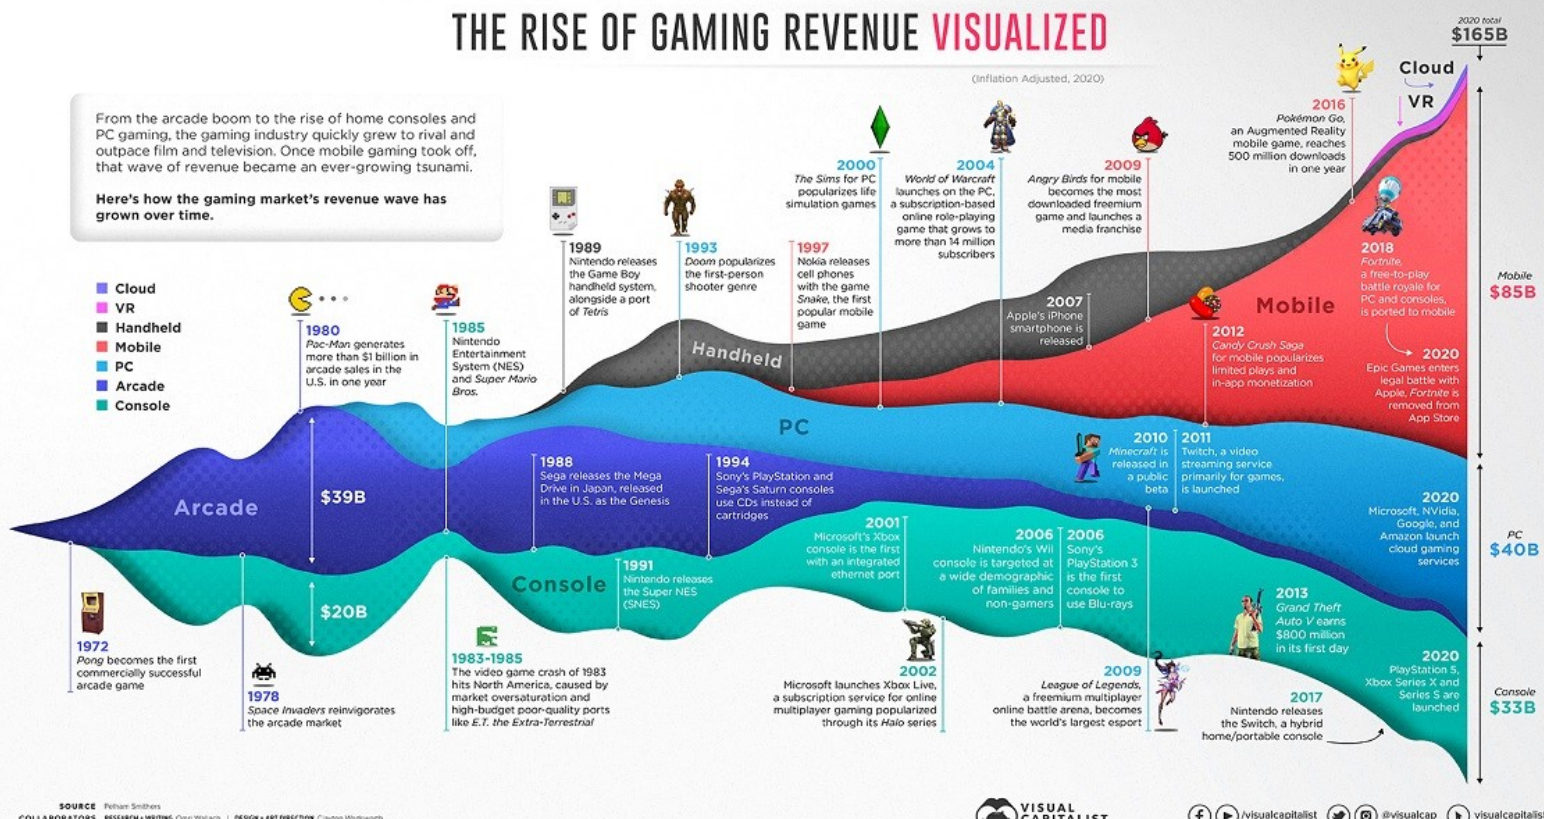 THE RISE OF GAMING REVENUE VISUALIZED
(Inflation Adjusted, 2020)
2020 total
$165B
From the arcade boom to the rise of home consoles and
PC gaming, the gaming industry quickly grew to rival and
outpace film and television. Once mobile gaming took off,
that wave of revenue became an ever-growing tsunami.
Here's how the gaming market's revenue wave has
grown over time.
Cloud
VR
Handheld
Mobile
PC
Arcade
Console
1980
Pac-Man generates
more than $1 billion in
arcade sales in the
U.S. in one year
1985
Nintendo
Entertainment
System (NES)
and Super Mario
Bros.
1989
Nintendo releases
the Game Boy
handheld system,
alongside a port
of Tetris
1993
Doom popularizes
the first-person
shooter genre
1997
Nokia releases
cell phones
with the game
Snake, the first
popular mobile
game
2000
The Sims for PC
popularizes life
simulation games
2004
World of Warcraft
launches on the PC,
a subscription-based
online role-playing
game that grows to
more than 14 million
subscribers
2009
Angry Birds for mobile
becomes the most
downloaded freemium
game and launches a
media franchise
2016
Pokémon Go,
an Augmented Reality
mobile game, reaches
500 million downloads
in one year
Cloud
VR
2007
Apple's iPhone
smartphone is
released
Mobile
2012
Candy Crush Saga
for mobile popularizes
limited plays and
in-app monetization
2018
Fortnite,
a free-to-play
battle royale for
PC and consoles,
is ported to mobile
2020
Epic Games enters
legal battle with
Apple, Fortnite is
removed from
App Store
Mobile
$85B
Handheld
PC
Arcade
$39B
1988
Sega releases the Mega
Drive in Japan, released
in the U.S. as the Genesis
1994
Sony's PlayStation and
Sega's Saturn consoles
use CDs instead of
cartridges
2010
Minecraft is
released in
a public
beta
2011
Twitch, a video
streaming service
primarily for games,
is launched
2020
Microsoft, NVidia,
Google, and
Amazon launch
cloud gaming
services
PC
$40B
Console
$20B
1991
Nintendo releases
the Super NES
(SNES)
2001
Microsoft's Xbox
console is the first
with an integrated
ethernet port
2006
Nintendo's Wii
console is targeted at
a wide demographic
of families and
non-gamers
2006
Sony's
PlayStation 3
is the first
console to
use Blu-rays
2013
Grand Theft
Auto V earns
$800 million
in its first day
2020
PlayStation 5,
Xbox Series X and
Series S are
launched
Console
$33B
1972
Pong becomes the first
commercially successful
arcade game
1978
Space Invaders reinvigorates
the arcade market
1983-1985
The video game crash of 1983
hits North America, caused by
market oversaturation and
high-budget poor-quality ports
like E.T. the Extra-Terrestrial
2002
Microsoft launches Xbox Live,
a subscription service for online
multiplayer gaming popularized
through its Halo series
2009
League of Legends,
a freemium multiplayer
online battle arena, becomes
the world's largest esport
2017
Nintendo releases
the Switch, a hybrid
home/portable console
SOURCE Pelham Smithers
COLLABORATORS RESEARCH + WRITING Omri Wallach | DESIGN + ART DIRECTION Clayton Wadsworth
VISUAL
CAPITALIST
/visualcapitalist @visualcap visualcapitalist